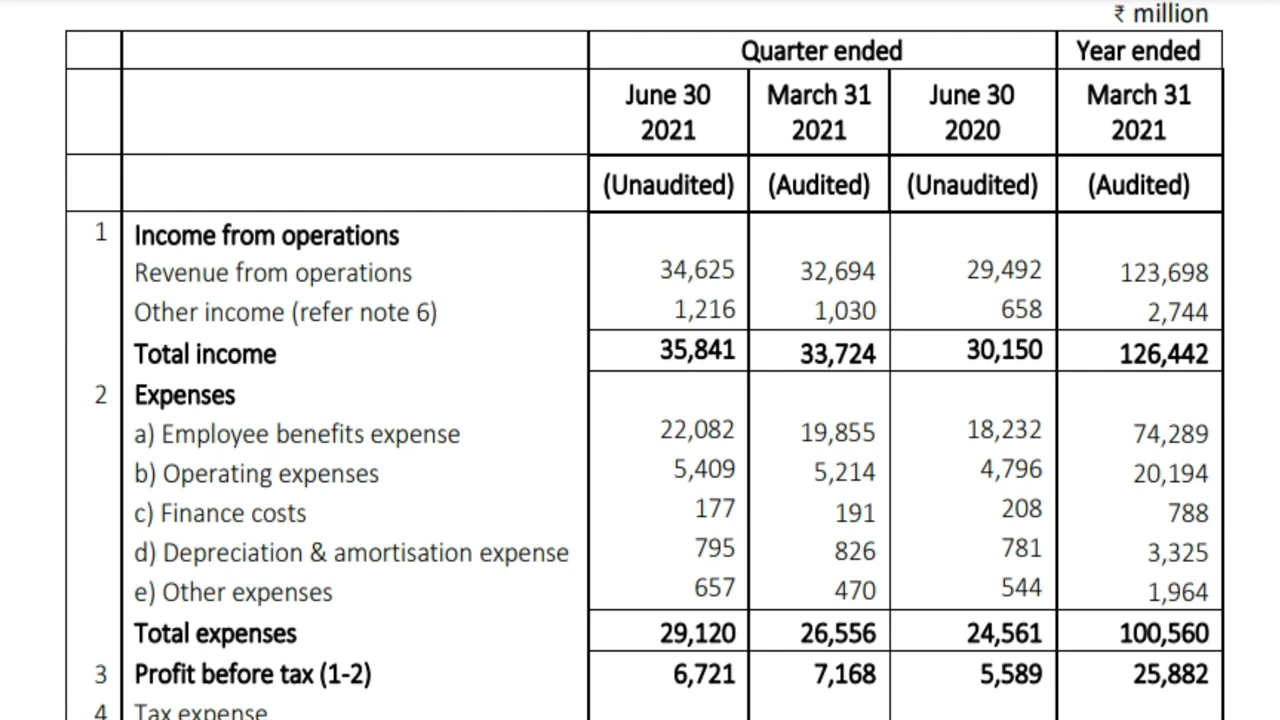 ₹ million
Quarter ended Year ended
June 30 2021 March 31 2021 June 30 2020 March 31 2021
(Unaudited) (Audited) (Unaudited) (Audited)
1 Income from operations
Revenue from operations 34,625 32,694 29,492 123,698
Other income (refer note 6) 1,216 1,030 658 2,744
Total income 35,841 33,724 30,150 126,442
2 Expenses
a) Employee benefits expense 22,082 19,855 18,232 74,289
b) Operating expenses 5,409 5,214 4,796 20,194
c) Finance costs 177 191 208 788
d) Depreciation & amortisation expense 795 826 781 3,325
e) Other expenses 657 470 544 1,964
Total expenses 29,120 26,556 24,561 100,560
3 Profit before tax (1-2) 6,721 7,168 5,589 25,882
4 Tax expense